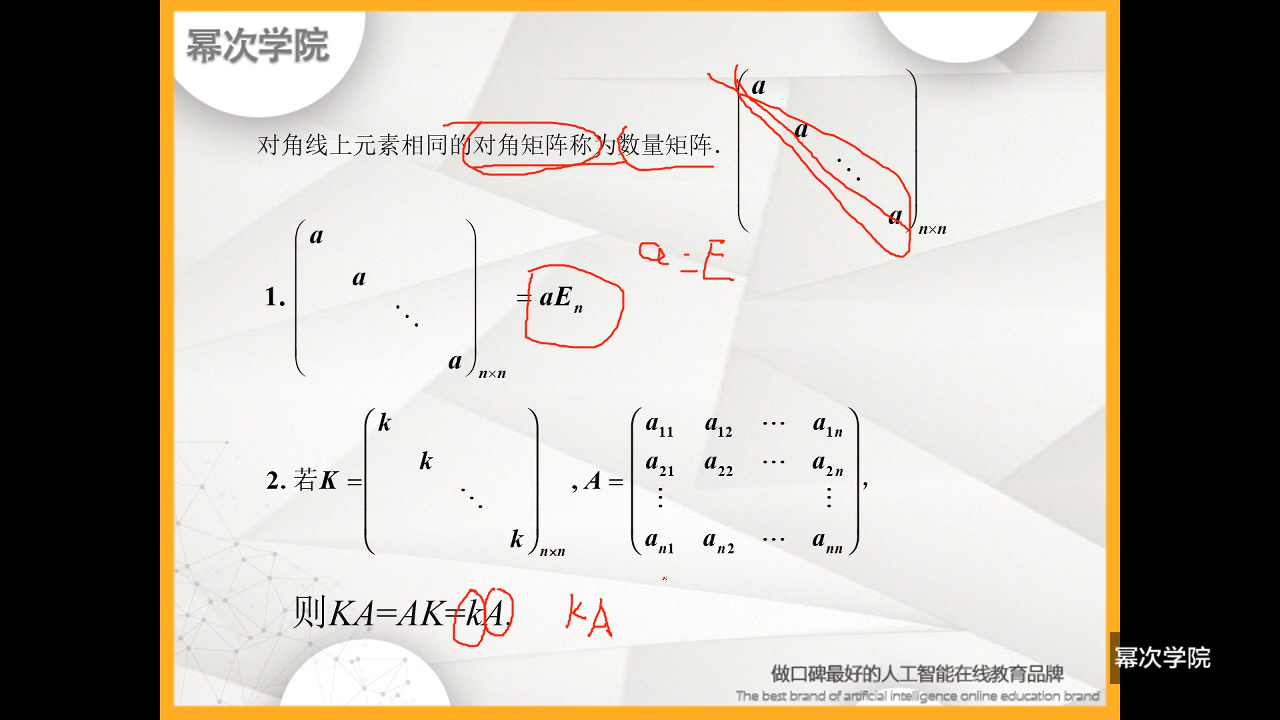 幂次学院
对角线上元素相同的对角矩阵称为数量矩阵.
a
a
⋱
a n×n
a = E
1.
a
a
⋱
a n×n
= aEn
2. 若K =
k
k
⋱
k n×n
, A =
a11 a12 ⋯ a1n
a21 a22 ⋯ a2n
⋮ ⋮
an1 an2 ⋯ ann
,
则KA=AK=kA.
kA
幂次学院
做口碑最好的人工智能在线教育品牌
The best brand of artificial intelligence online education brand